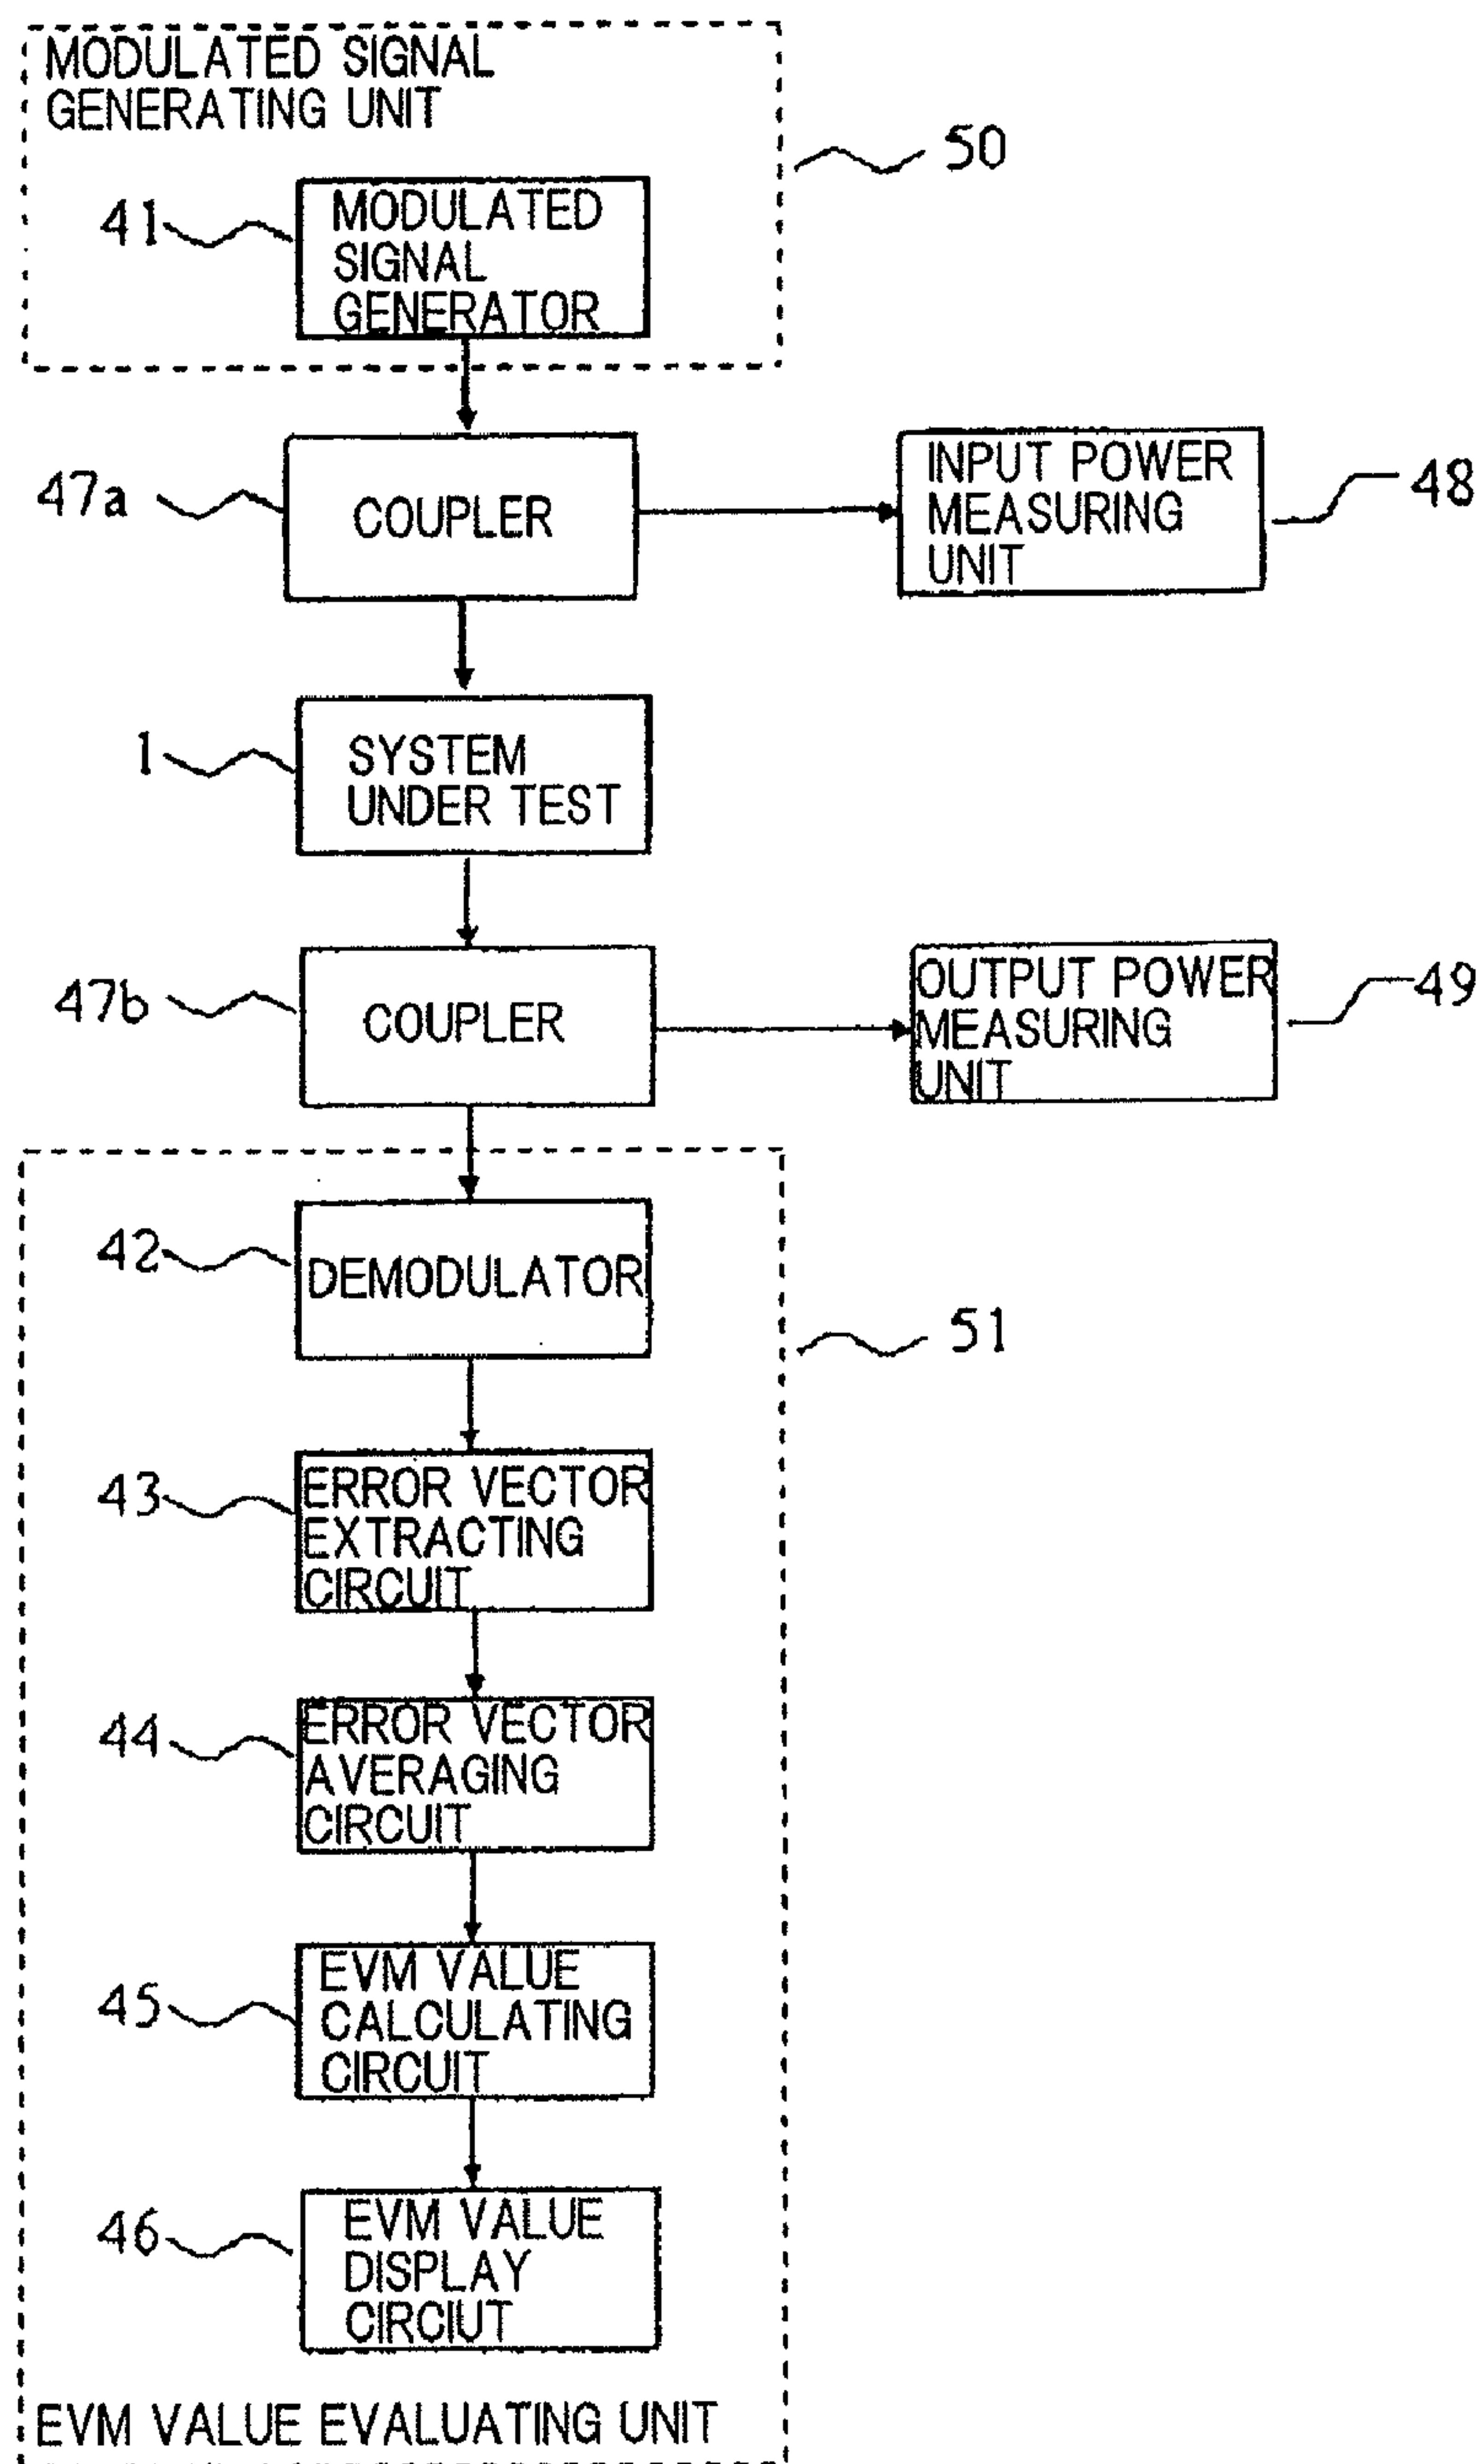 MODULATED SIGNAL
GENERATING UNIT
50
41
MODULATED
SIGNAL
GENERATOR
47a
COUPLER
INPUT POWER
MEASURING
UNIT
48
1
SYSTEM
UNDER TEST
47b
COUPLER
OUTPUT POWER
MEASURING
UNIT
49
42
DEMODULATOR
51
43
ERROR VECTOR
EXTRACTING
CIRCUIT
44
ERROR VECTOR
AVERAGING
CIRCUIT
45
EVM VALUE
CALCULATING
CIRCUIT
46
EVM VALUE
DISPLAY
CIRCIUT
EVM VALUE EVALUATING UNIT